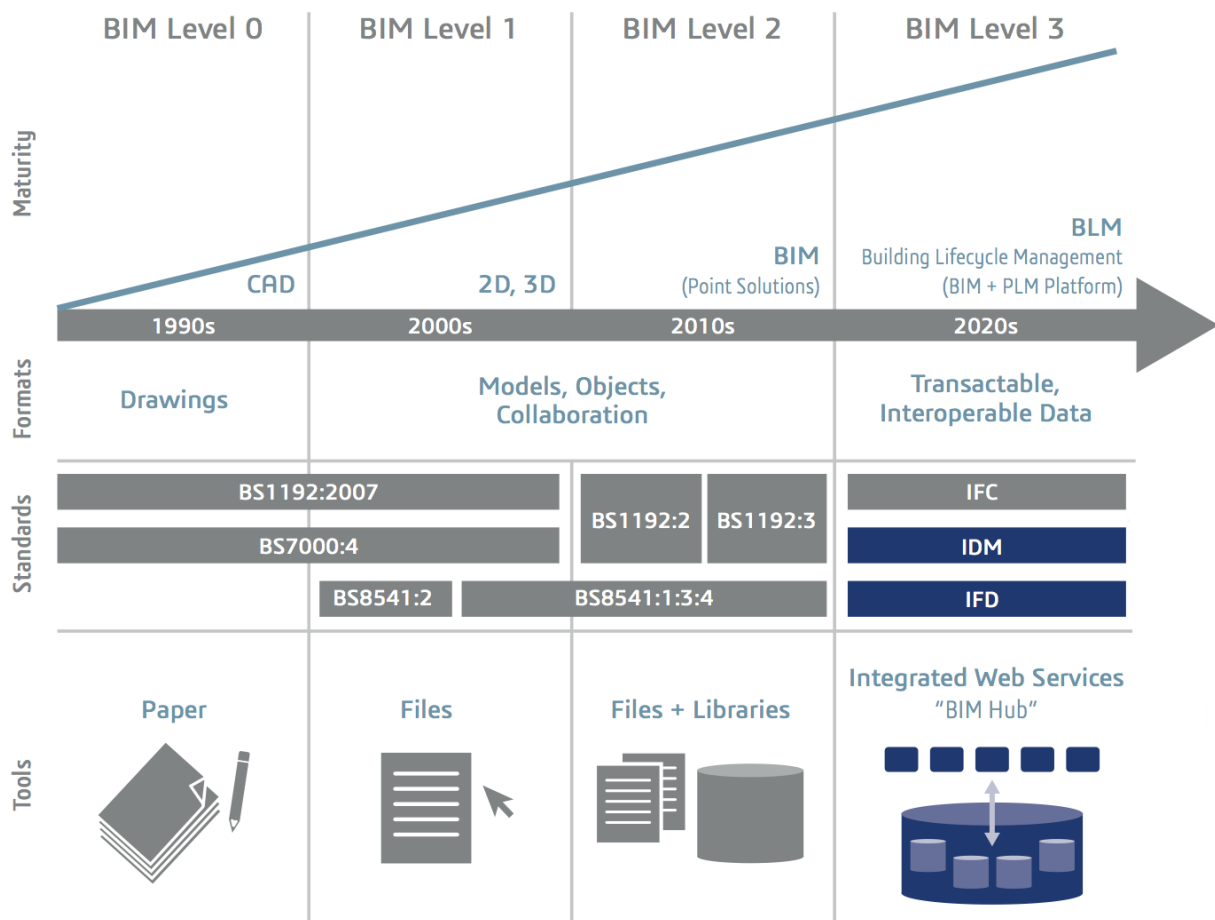 BIM Level 0
BIM Level 1
BIM Level 2
BIM Level 3
Maturity
CAD
2D, 3D
BIM
(Point Solutions)
BLM
Building Lifecycle Management
(BIM + PLM Platform)
1990s
2000s
2010s
2020s
Formats
Drawings
Models, Objects,
Collaboration
Transactable,
Interoperable Data
Standards
BS1192:2007
BS7000:4
BS8541:2
BS8541:1:3:4
BS1192:2
BS1192:3
IFC
IDM
IFD
Tools
Paper
Files
Files + Libraries
Integrated Web Services
“BIM Hub”